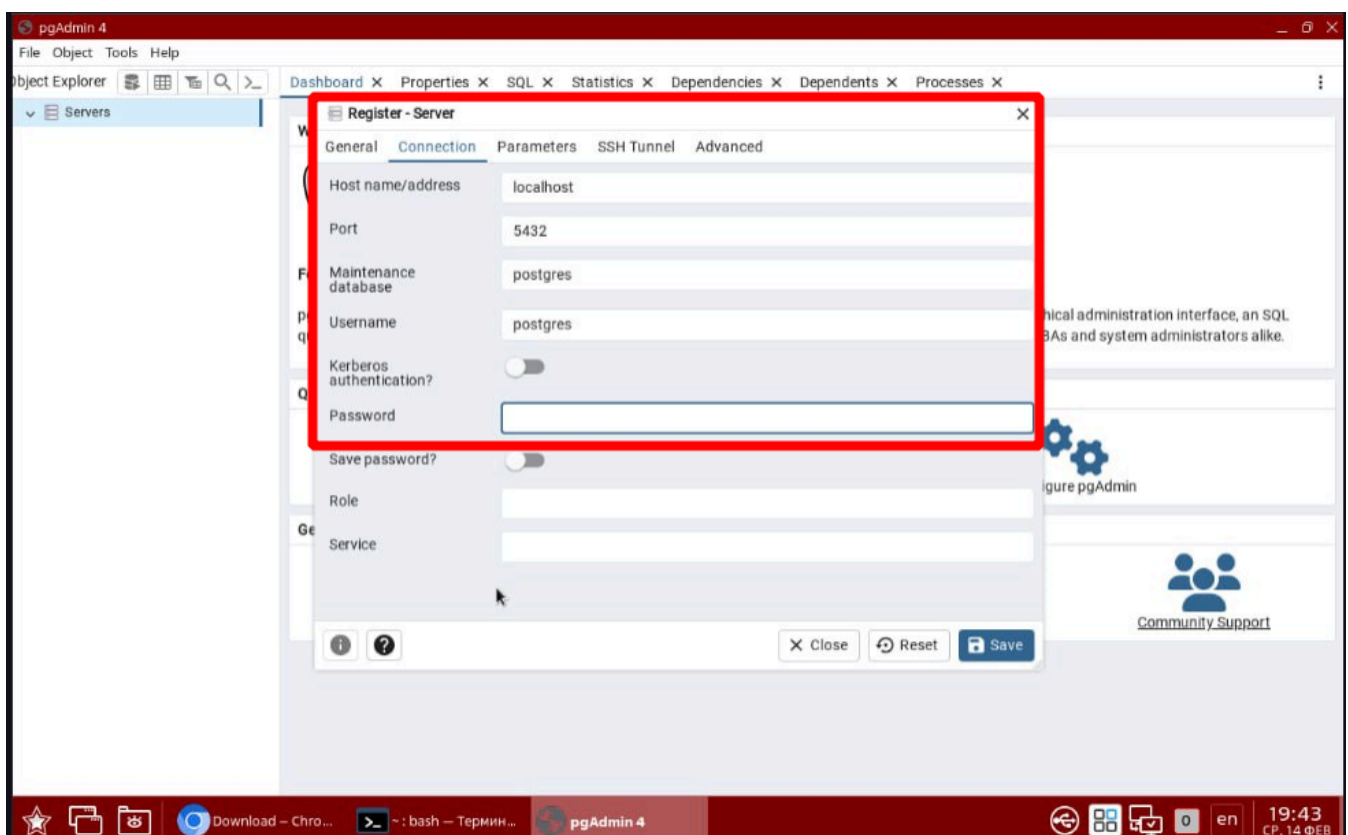 pgAdmin 4
File Object Tools Help
bject Explorer
Dashboard Properties SQL Statistics Dependencies Dependents Processes
Servers
Register - Server
General Connection Parameters SSH Tunnel Advanced
Host name/address localhost
Port 5432
Maintenance
database
postgres
Username postgres
hical administration interface, an SQL
BAs and system administrators alike.
Kerberos
authentication?
Password
Save password?
igure pgAdmin
Role
Ge
Service
Community Support
Close Reset Save
Download – Chro... ~ : bash — Термин... pgAdmin 4
0 en 19:43
СР, 14 ФЕВ